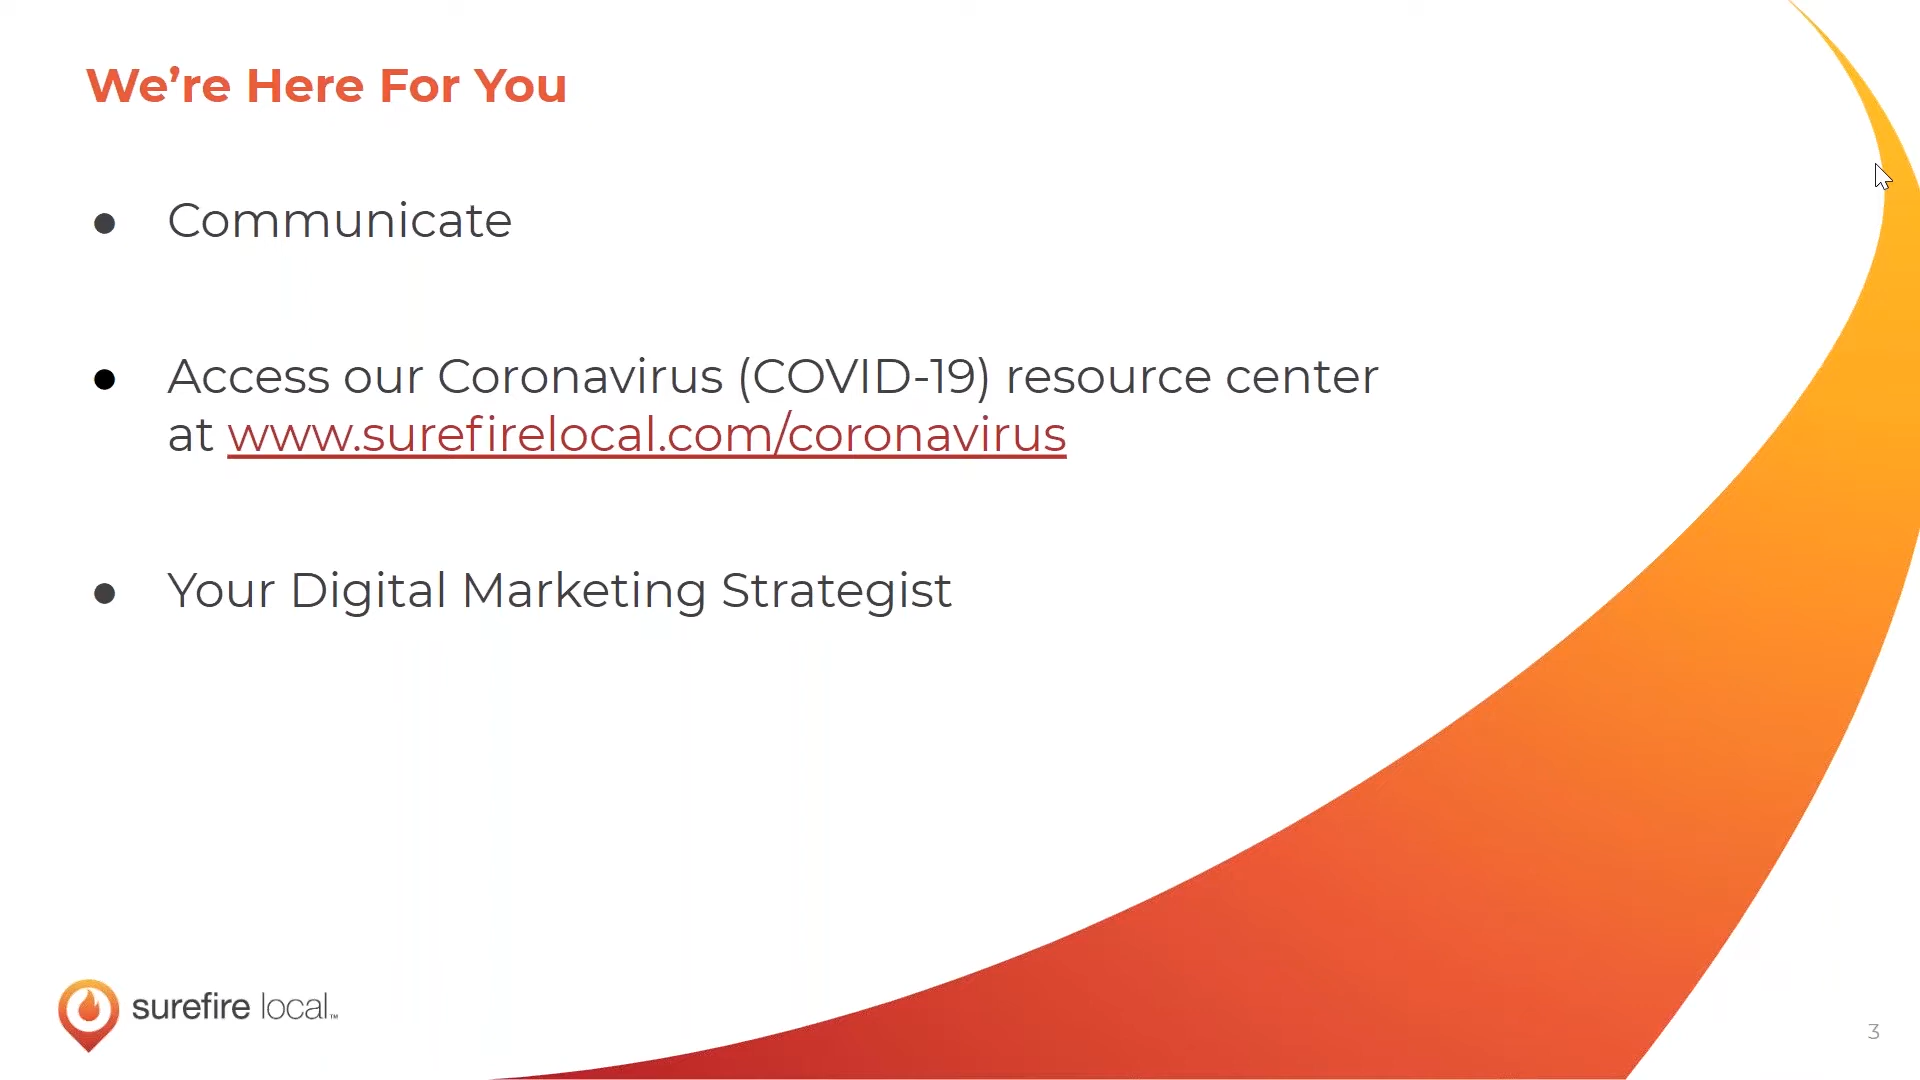 We’re Here For You
● Communicate
● Access our Coronavirus (COVID-19) resource center
at www.surefirelocal.com/coronavirus
● Your Digital Marketing Strategist
surefire local™
3